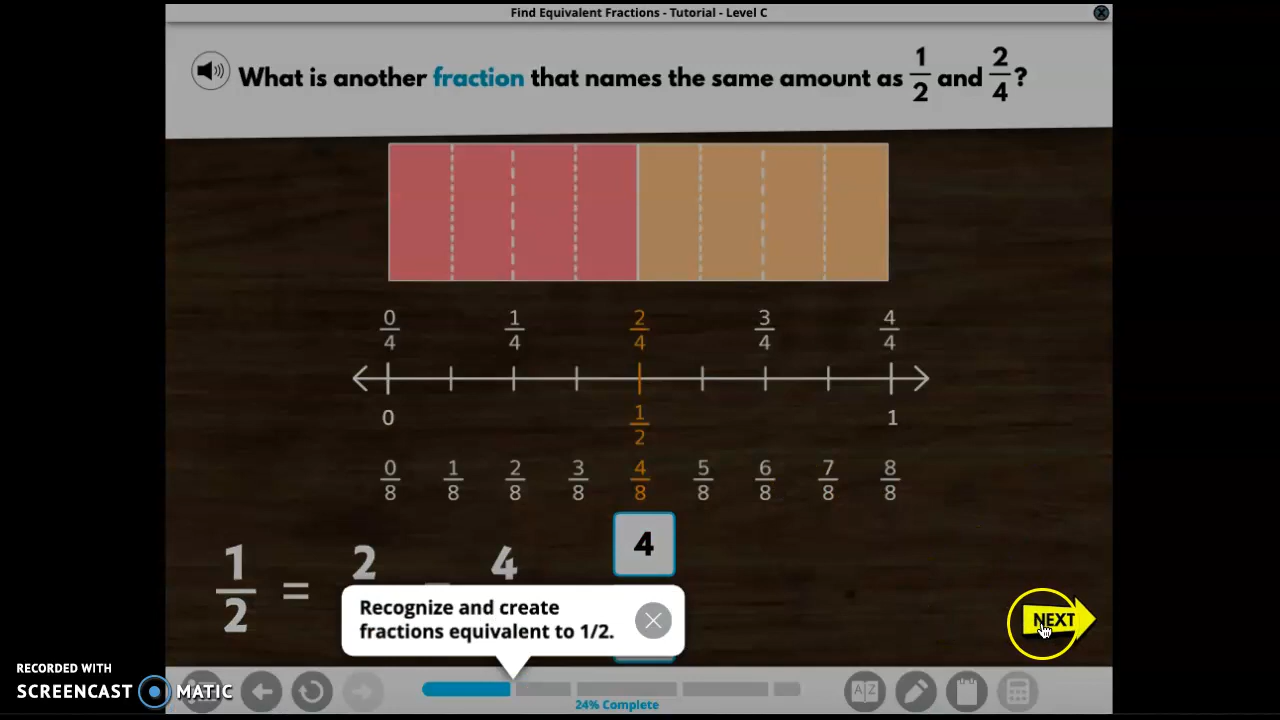 Find Equivalent Fractions - Tutorial - Level C
What is another fraction that names the same amount as 1/2 and 2/4?
0/4 1/4 2/4 3/4 4/4
0 1/2 1
0/8 1/8 2/8 3/8 4/8 5/8 6/8 7/8 8/8
4
1/2 = 2 = 4
Recognize and create
fractions equivalent to 1/2.
NEXT
RECORDED WITH
SCREENCAST MATIC
A Z
24% Complete